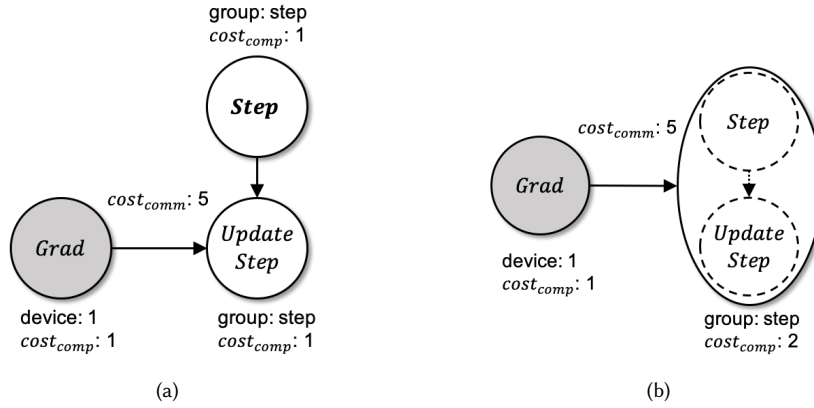 group: step
cost_comp: 1
Step
cost_comm: 5
Grad
Update
Step
device: 1
cost_comp: 1
group: step
cost_comp: 1
(a)
Step
cost_comm: 5
Grad
Update
Step
device: 1
cost_comp: 1
group: step
cost_comp: 2
(b)